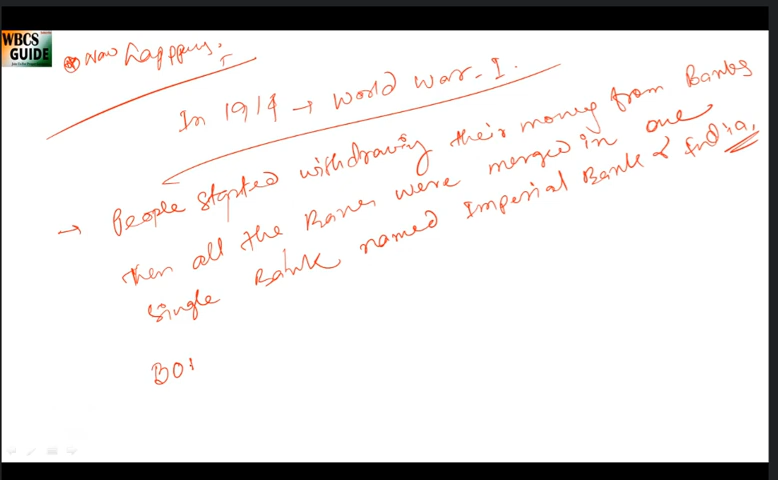 WBCS
GUIDE
Now happens.
In 1914 → World War-I.
→ People started withdrawing their money from Banks
then all the Banks were merged in one
single Bank named Imperial Bank of India.
BO